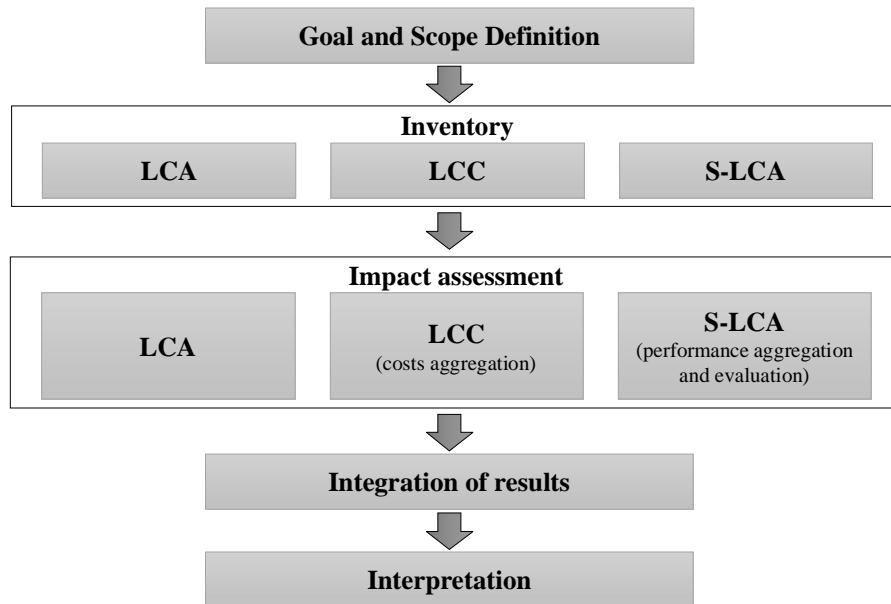 Goal and Scope Definition
Inventory
LCA
LCC
S-LCA
Impact assessment
LCA
LCC
(costs aggregation)
S-LCA
(performance aggregation
and evaluation)
Integration of results
Interpretation